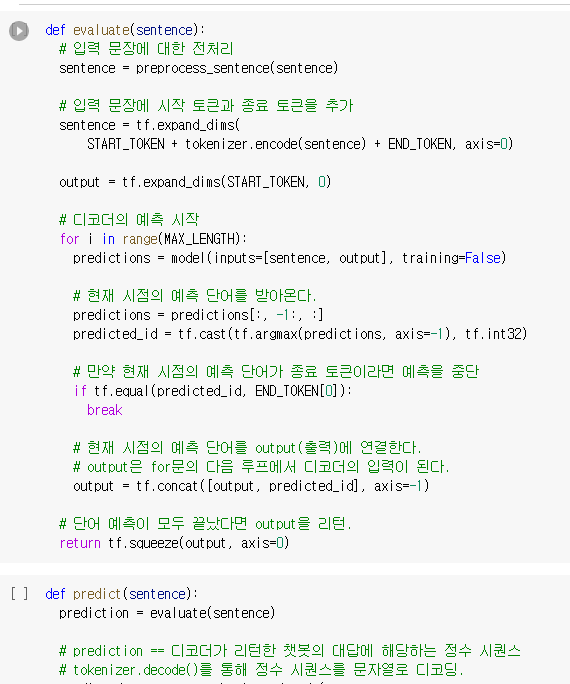 def evaluate(sentence):
# 입력 문장에 대한 전처리
sentence = preprocess_sentence(sentence)
# 입력 문장에 시작 토큰과 종료 토큰을 추가
sentence = tf.expand_dims(
START_TOKEN + tokenizer.encode(sentence) + END_TOKEN, axis=0)
output = tf.expand_dims(START_TOKEN, 0)
# 디코더의 예측 시작
for i in range(MAX_LENGTH):
predictions = model(inputs=[sentence, output], training=False)
# 현재 시점의 예측 단어를 받아온다.
predictions = predictions[:, -1:, :]
predicted_id = tf.cast(tf.argmax(predictions, axis=-1), tf.int32)
# 만약 현재 시점의 예측 단어가 종료 토큰이라면 예측을 중단
if tf.equal(predicted_id, END_TOKEN[0]):
break
# 현재 시점의 예측 단어를 output(출력)에 연결한다.
# output은 for문의 다음 루프에서 디코더의 입력이 된다.
output = tf.concat([output, predicted_id], axis=-1)
# 단어 예측이 모두 끝났다면 output을 리턴.
return tf.squeeze(output, axis=0)
[ ] def predict(sentence):
prediction = evaluate(sentence)
# prediction == 디코더가 리턴한 챗봇의 대답에 해당하는 정수 시퀀스
# tokenizer.decode()를 통해 정수 시퀀스를 문자열로 디코딩.